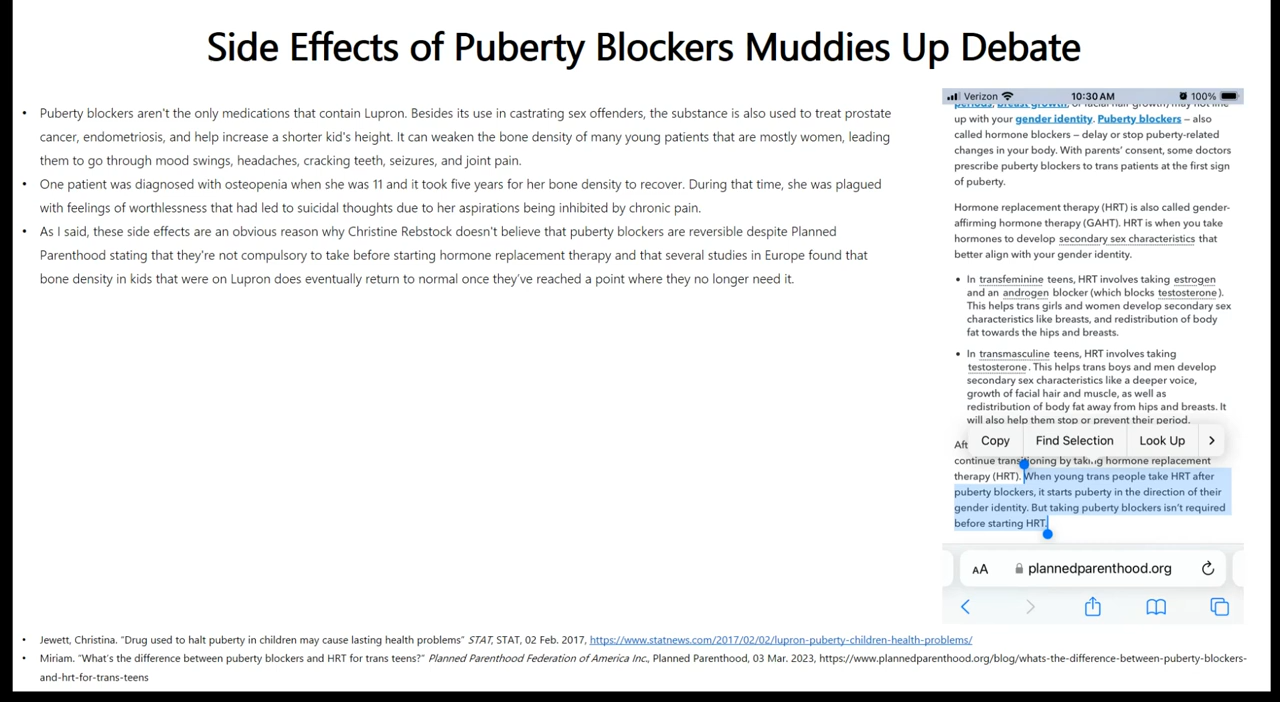 Side Effects of Puberty Blockers Muddies Up Debate
• Puberty blockers aren't the only medications that contain Lupron. Besides its use in castrating sex offenders, the substance is also used to treat prostate
cancer, endometriosis, and help increase a shorter kid's height. It can weaken the bone density of many young patients that are mostly women, leading
them to go through mood swings, headaches, cracking teeth, seizures, and joint pain.
• One patient was diagnosed with osteopenia when she was 11 and it took five years for her bone density to recover. During that time, she was plagued
with feelings of worthlessness that had led to suicidal thoughts due to her aspirations being inhibited by chronic pain.
• As I said, these side effects are an obvious reason why Christine Rebstock doesn't believe that puberty blockers are reversible despite Planned
Parenthood stating that they're not compulsory to take before starting hormone replacement therapy and that several studies in Europe found that
bone density in kids that were on Lupron does eventually return to normal once they've reached a point where they no longer need it.
Verizon 10:30 AM 100%
periods, breast growth, or facial hair growth) may not line
up with your gender identity. Puberty blockers – also
called hormone blockers – delay or stop puberty-related
changes in your body. With parents' consent, some doctors
prescribe puberty blockers to trans patients at the first sign
of puberty.
Hormone replacement therapy (HRT) is also called gender-
affirming hormone therapy (GAHT). HRT is when you take
hormones to develop secondary sex characteristics that
better align with your gender identity.
• In transfeminine teens, HRT involves taking estrogen
and an androgen blocker (which blocks testosterone).
This helps trans girls and women develop secondary sex
characteristics like breasts, and redistribution of body
fat towards the hips and breasts.
• In transmasculine teens, HRT involves taking
testosterone. This helps trans boys and men develop
secondary sex characteristics like a deeper voice,
growth of facial hair and muscle, as well as
redistribution of body fat away from hips and breasts. It
will also help them stop or prevent their period.
Aft
Copy Find Selection Look Up
continue transitioning by taking hormone replacement
therapy (HRT). When young trans people take HRT after
puberty blockers, it starts puberty in the direction of their
gender identity. But taking puberty blockers isn't required
before starting HRT.
AA plannedparenthood.org
• Jewett, Christina. "Drug used to halt puberty in children may cause lasting health problems" STAT, STAT, 02 Feb. 2017, https://www.statnews.com/2017/02/02/lupron-puberty-children-health-problems/
• Miriam. "What's the difference between puberty blockers and HRT for trans teens?" Planned Parenthood Federation of America Inc., Planned Parenthood, 03 Mar. 2023, https://www.plannedparenthood.org/blog/whats-the-difference-between-puberty-blockers-
and-hrt-for-trans-teens